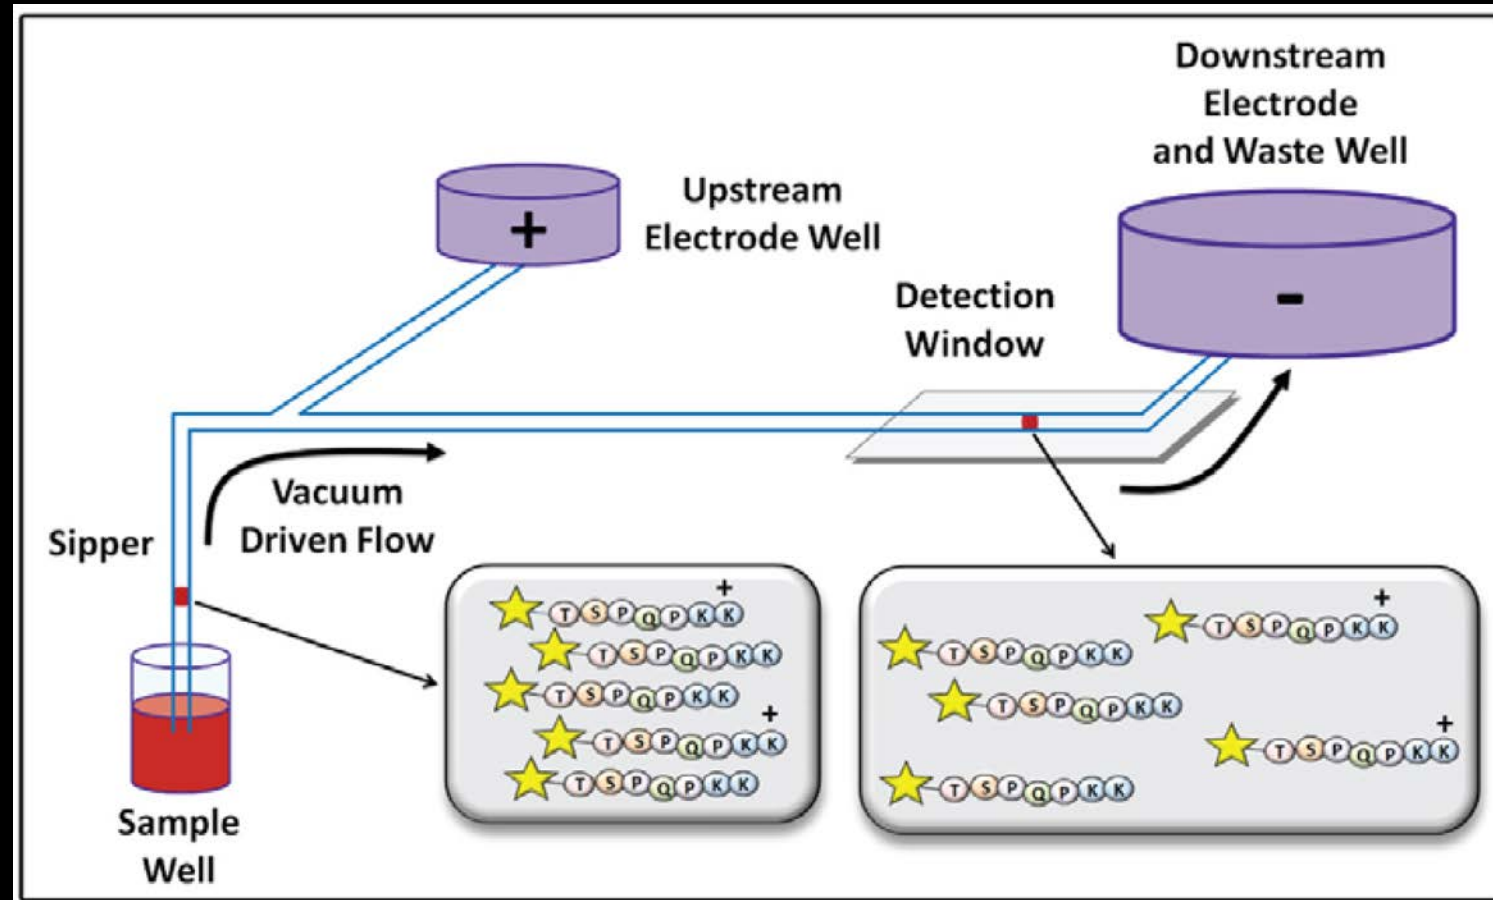 Downstream
Electrode
and Waste Well
Upstream
Electrode Well
+
-
Detection
Window
Vacuum
Driven Flow
Sipper
Sample
Well
+
T S P Q P K K
T S P Q P K K
T S P Q P K K
+
T S P Q P K K
T S P Q P K K
+
T S P Q P K K
T S P Q P K K
T S P Q P K K
+
T S P Q P K K
T S P Q P K K